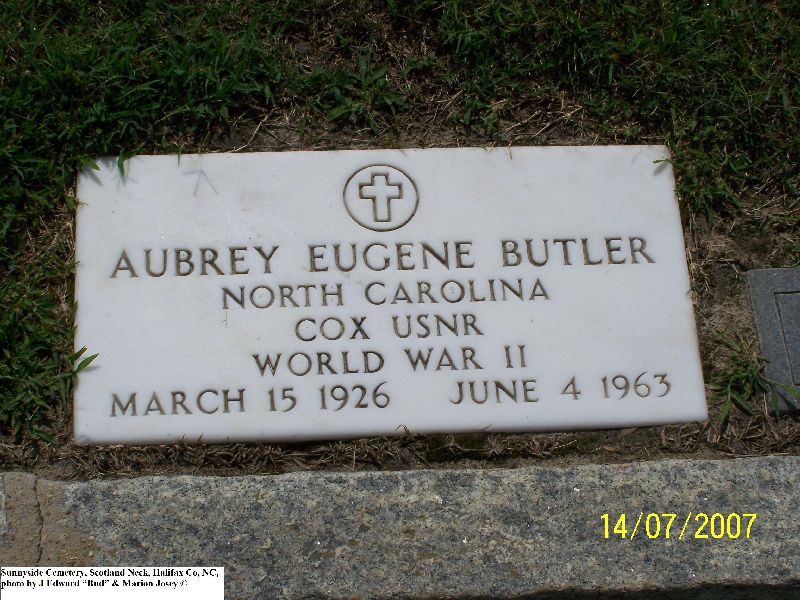 AUBREY EUGENE BUTLER
NORTH CAROLINA
COX USNR
WORLD WAR II
MARCH 15 1926 JUNE 4 1963
14/07/2007
Sunnyside Cemetery, Scotland Neck, Halifax Co, NC,
photo by J Edward "Bud" & Marion Josey ©